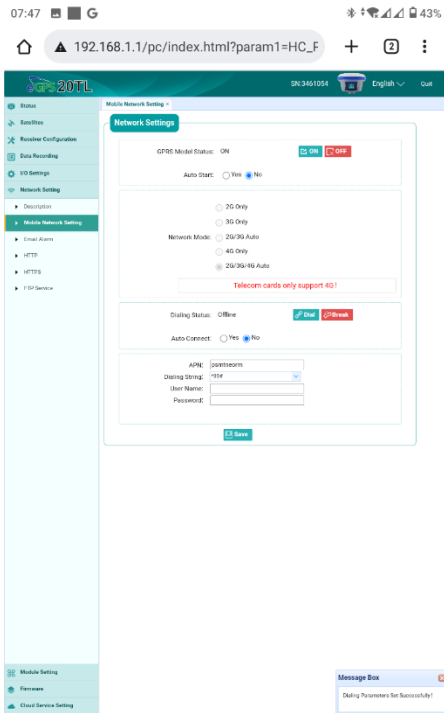 07:47 G 43%
192.168.1.1/pc/index.html?param1=HC_F 2
GPS 20TL SN:3461054 English Quit
Status
Satellites
Receiver Configuration
Data Recording
I/O Settings
Network Setting
Description
Mobile Network Setting
Email Alarm
HTTP
HTTPS
FTP Service
Module Setting
Firmware
Cloud Service Setting
Mobile Network Setting ×
Network Settings
GPRS Model Status: ON ON OFF
Auto Start: Yes No
Network Mode:
2G Only
3G Only
2G/3G Auto
4G Only
2G/3G/4G Auto
Telecom cards only support 4G!
Dialing Status: Offline Dial Break
Auto Connect: Yes No
APN: psmtneorm
Dialing String: *99#
User Name:
Password:
Save
Message Box
Dialing Parameters Set Successfully!